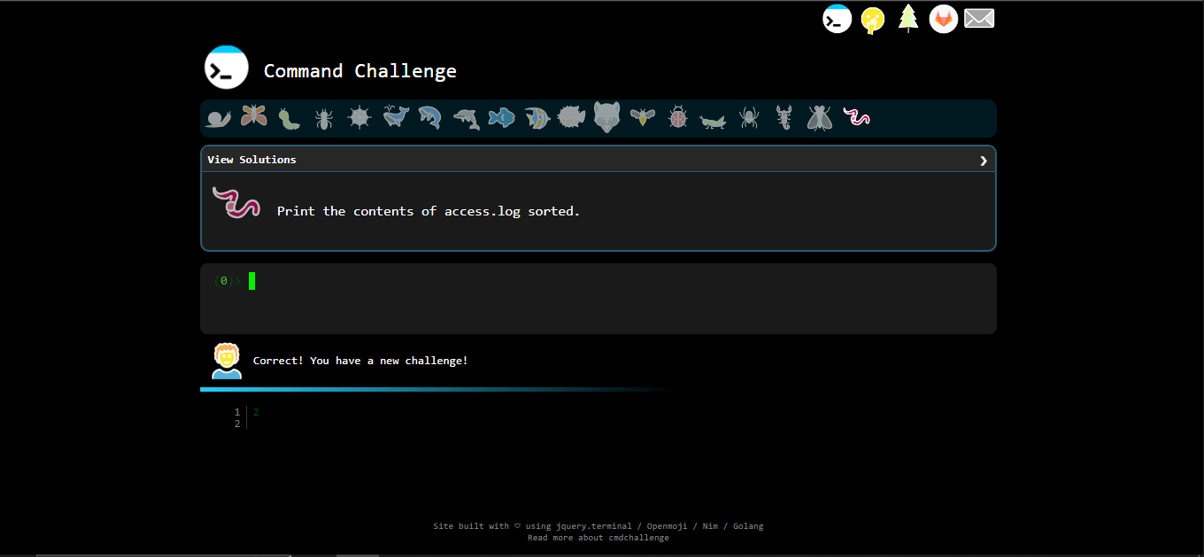 >_
>_
Command Challenge
View Solutions ❯
Print the contents of access.log sorted.
(0)>
Correct! You have a new challenge!
1 2
2
Site built with ♡ using jquery.terminal / Openmoji / Nim / Golang
Read more about cmdchallenge